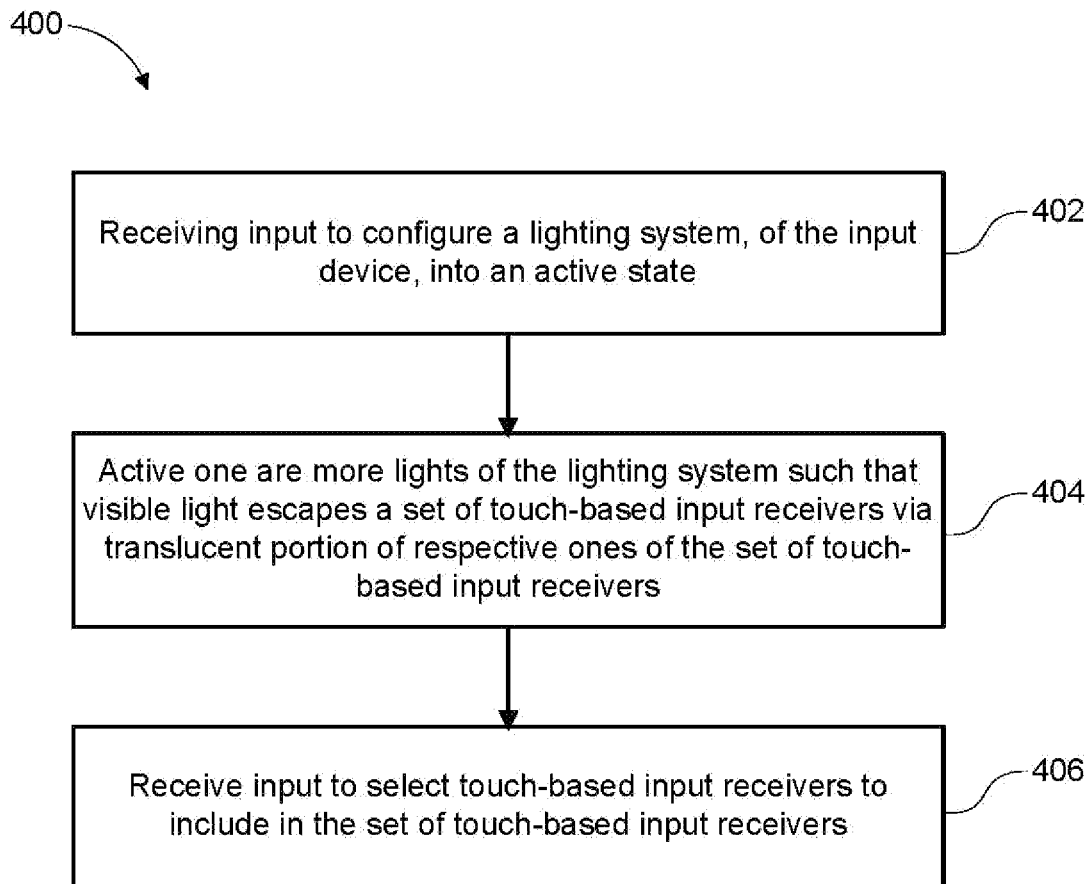 400
Receiving input to configure a lighting system, of the input
device, into an active state
402
Active one are more lights of the lighting system such that
visible light escapes a set of touch-based input receivers via
translucent portion of respective ones of the set of touch-
based input receivers
404
Receive input to select touch-based input receivers to
include in the set of touch-based input receivers
406